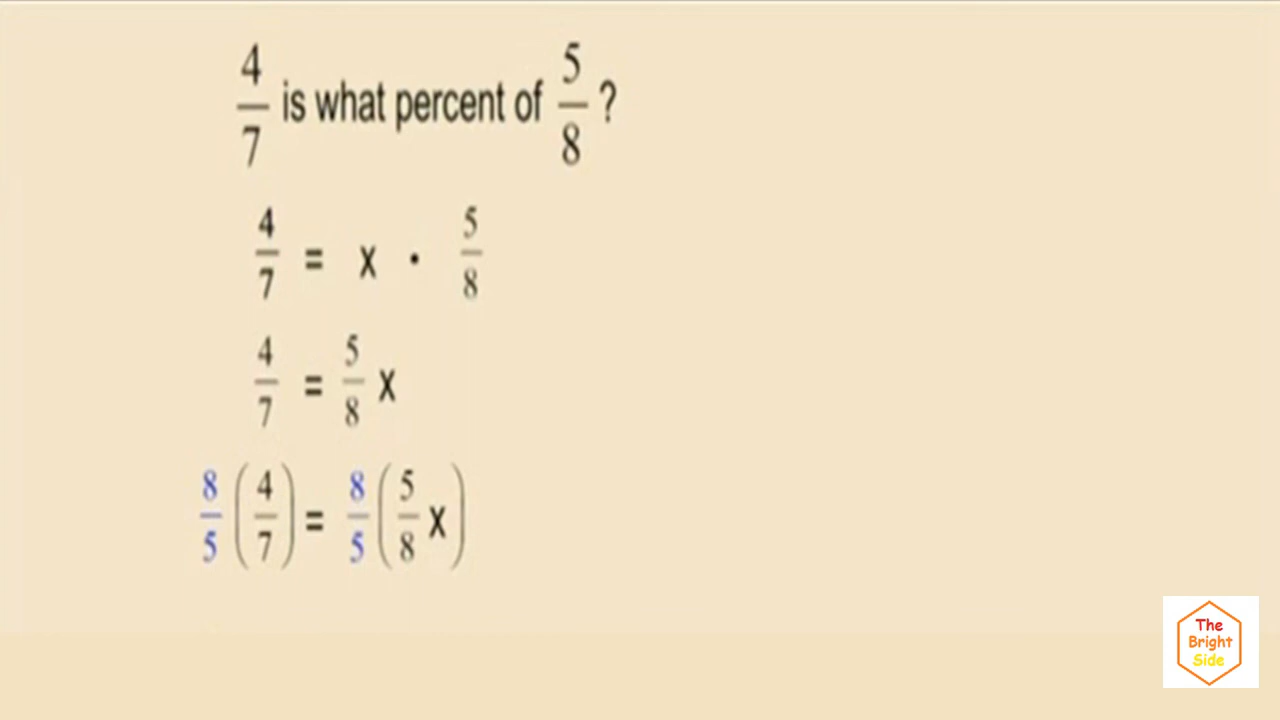 4/7 is what percent of 5/8 ?
4/7 = x · 5/8
4/7 = 5/8 x
8/5 (4/7) = 8/5 (5/8 x)
The
Bright
Side